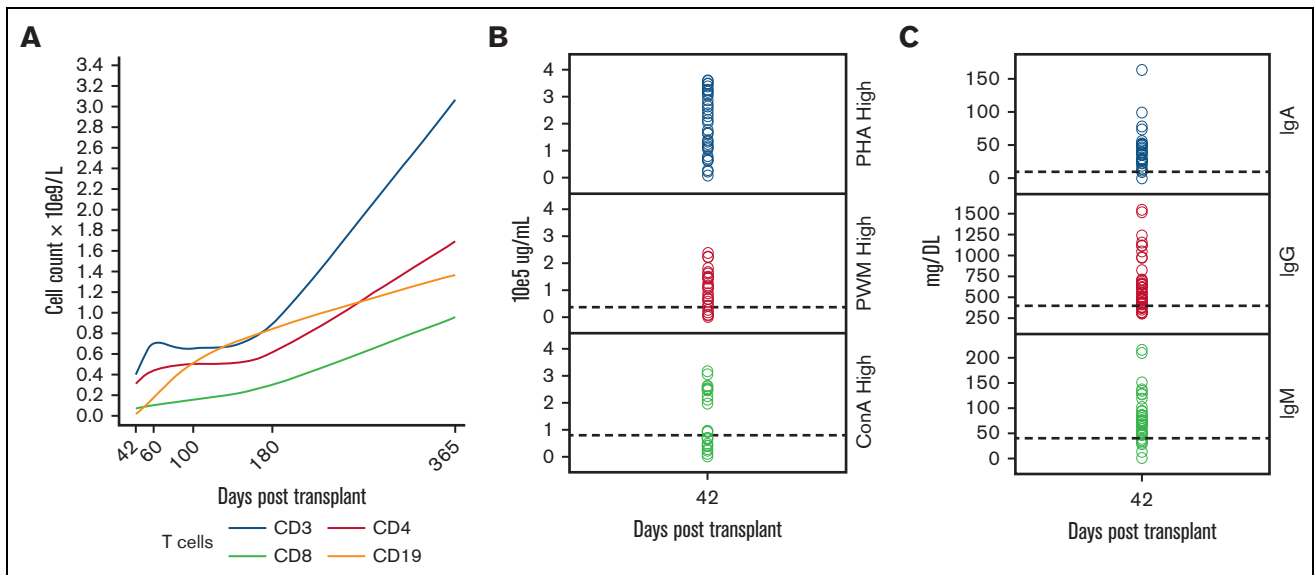 A
3.4
3.2
3.0
2.8
2.6
2.4
2.2
2.0
1.8
1.6
1.4
1.2
1.0
0.8
0.6
0.4
0.2
0.0
Cell count × 10e9/L
42 60 100 180 365
Days post transplant
T cells
CD3 CD4
CD8 CD19
B
4
3
2
1
0
PHA High
4
3
2
1
0
PWM High
4
3
2
1
0
ConA High
10e5 ug/mL
42
Days post transplant
C
150
100
50
0
IgA
1500
1250
1000
750
500
250
IgG
200
150
100
50
0
IgM
mg/DL
42
Days post transplant